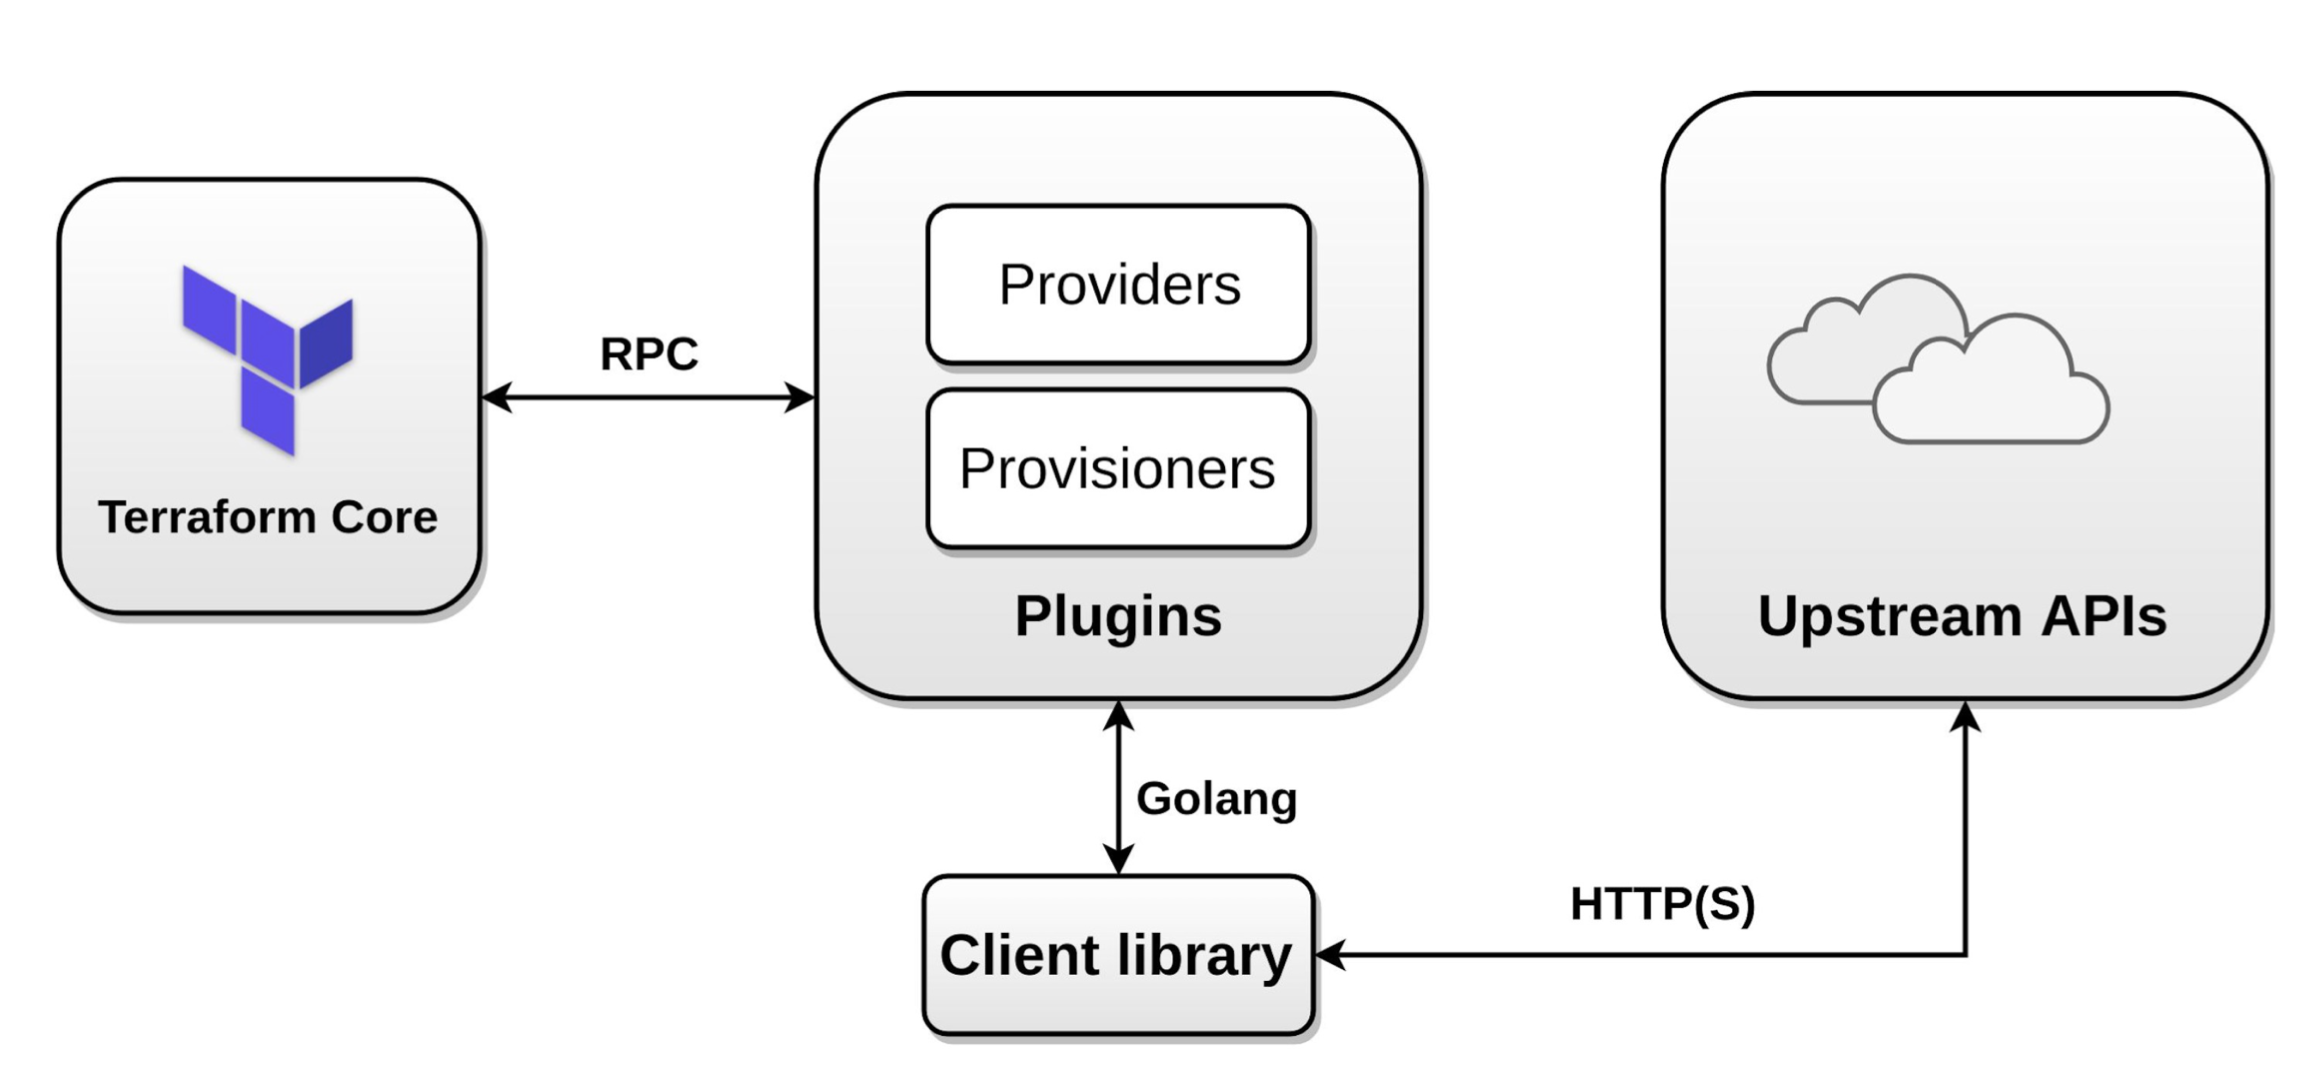 Terraform Core
RPC
Providers
Provisioners
Plugins
Upstream APIs
Golang
Client library
HTTP(S)